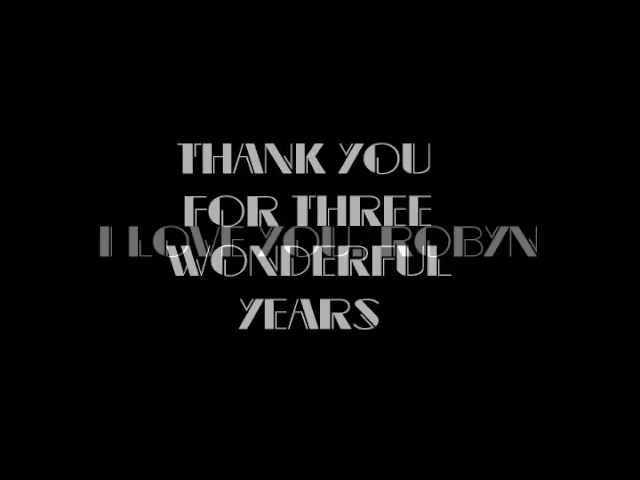 THANK YOU
FOR THREE
I LOVE YOU, ROBYN
WONDERFUL
YEARS